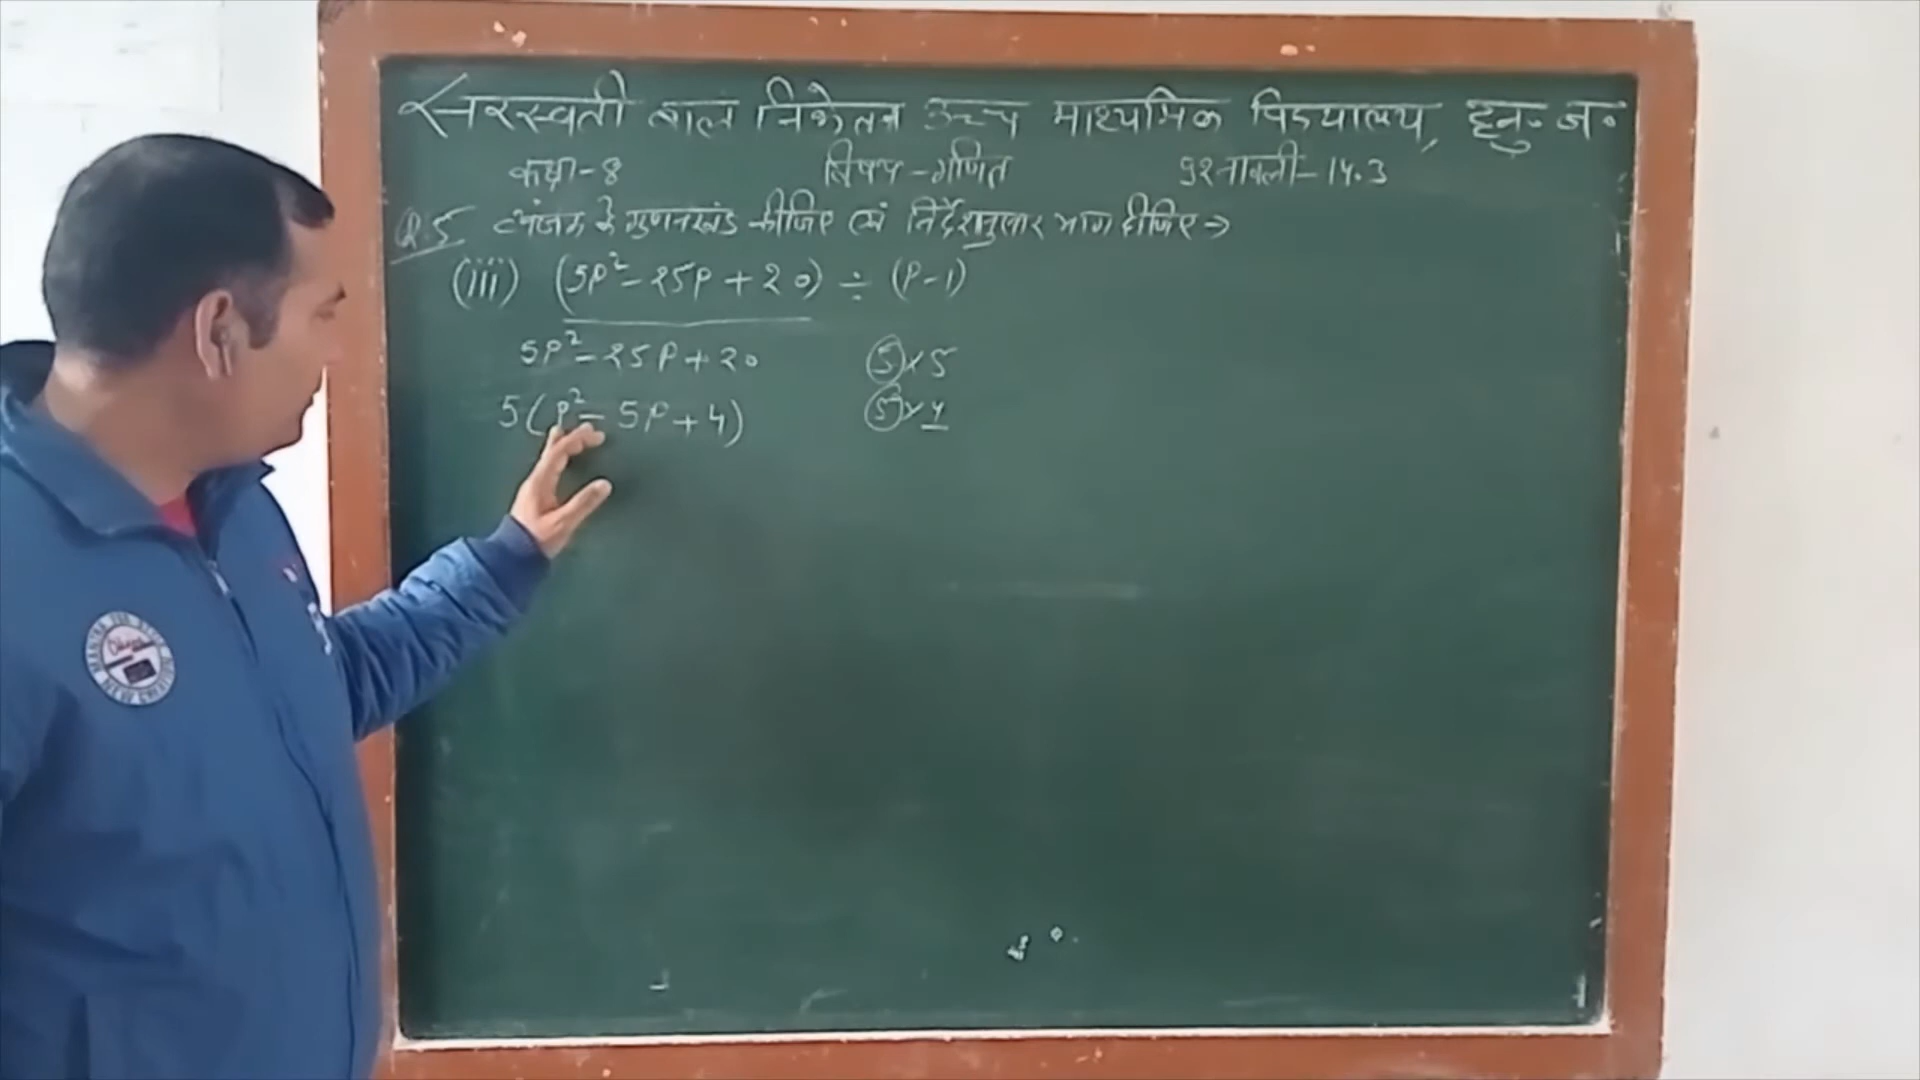 सरस्वती बाल निकेतन उच्च माध्यमिक विद्यालय, हनु॰ ज॰
कक्षा-8 विषय-गणित प्रश्नावली-14.3
Q.5 व्यंजक के गुणनखंड कीजिए एवं निर्देशानुसार भाग दीजिए →
(iii) (5P² - 25P + 20) ÷ (P-1)
5P² - 25P + 20 5 × 5
5(P² - 5P + 4) 5 × 4